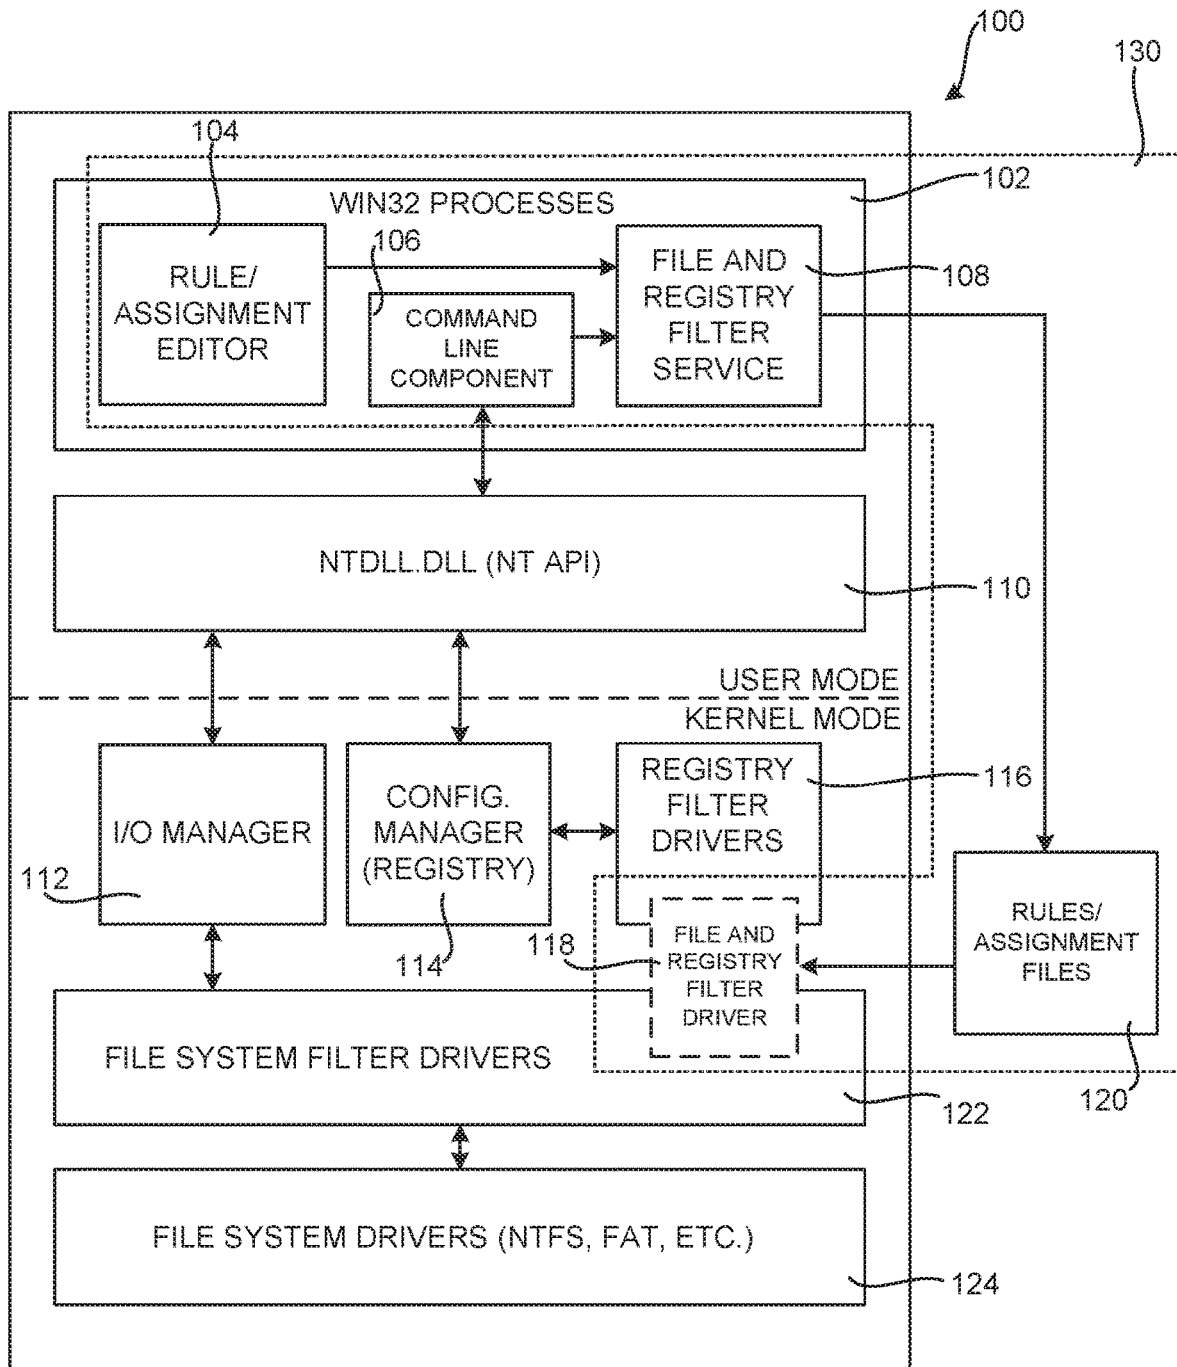 100
130
104
102
WIN32 PROCESSES
106
RULE/
ASSIGNMENT
EDITOR
COMMAND
LINE
COMPONENT
FILE AND
REGISTRY
FILTER
SERVICE
108
NTDLL.DLL (NT API)
110
USER MODE
KERNEL MODE
I/O MANAGER
112
CONFIG.
MANAGER
(REGISTRY)
114
REGISTRY
FILTER
DRIVERS
116
118
FILE AND
REGISTRY
FILTER
DRIVER
RULES/
ASSIGNMENT
FILES
120
FILE SYSTEM FILTER DRIVERS
122
FILE SYSTEM DRIVERS (NTFS, FAT, ETC.)
124